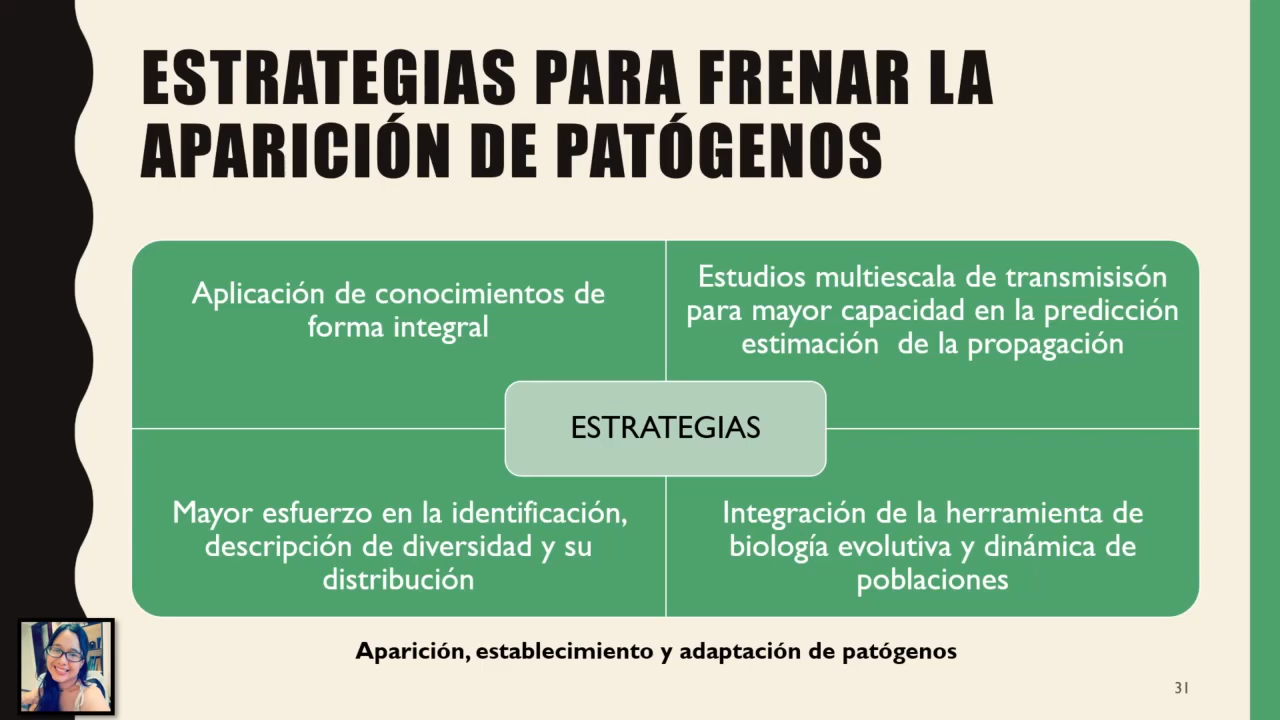 ESTRATEGIAS PARA FRENAR LA
APARICIÓN DE PATÓGENOS
Aplicación de conocimientos de
forma integral
Estudios multiescala de transmisisón
para mayor capacidad en la predicción
estimación de la propagación
ESTRATEGIAS
Mayor esfuerzo en la identificación,
descripción de diversidad y su
distribución
Integración de la herramienta de
biología evolutiva y dinámica de
poblaciones
Aparición, establecimiento y adaptación de patógenos
31